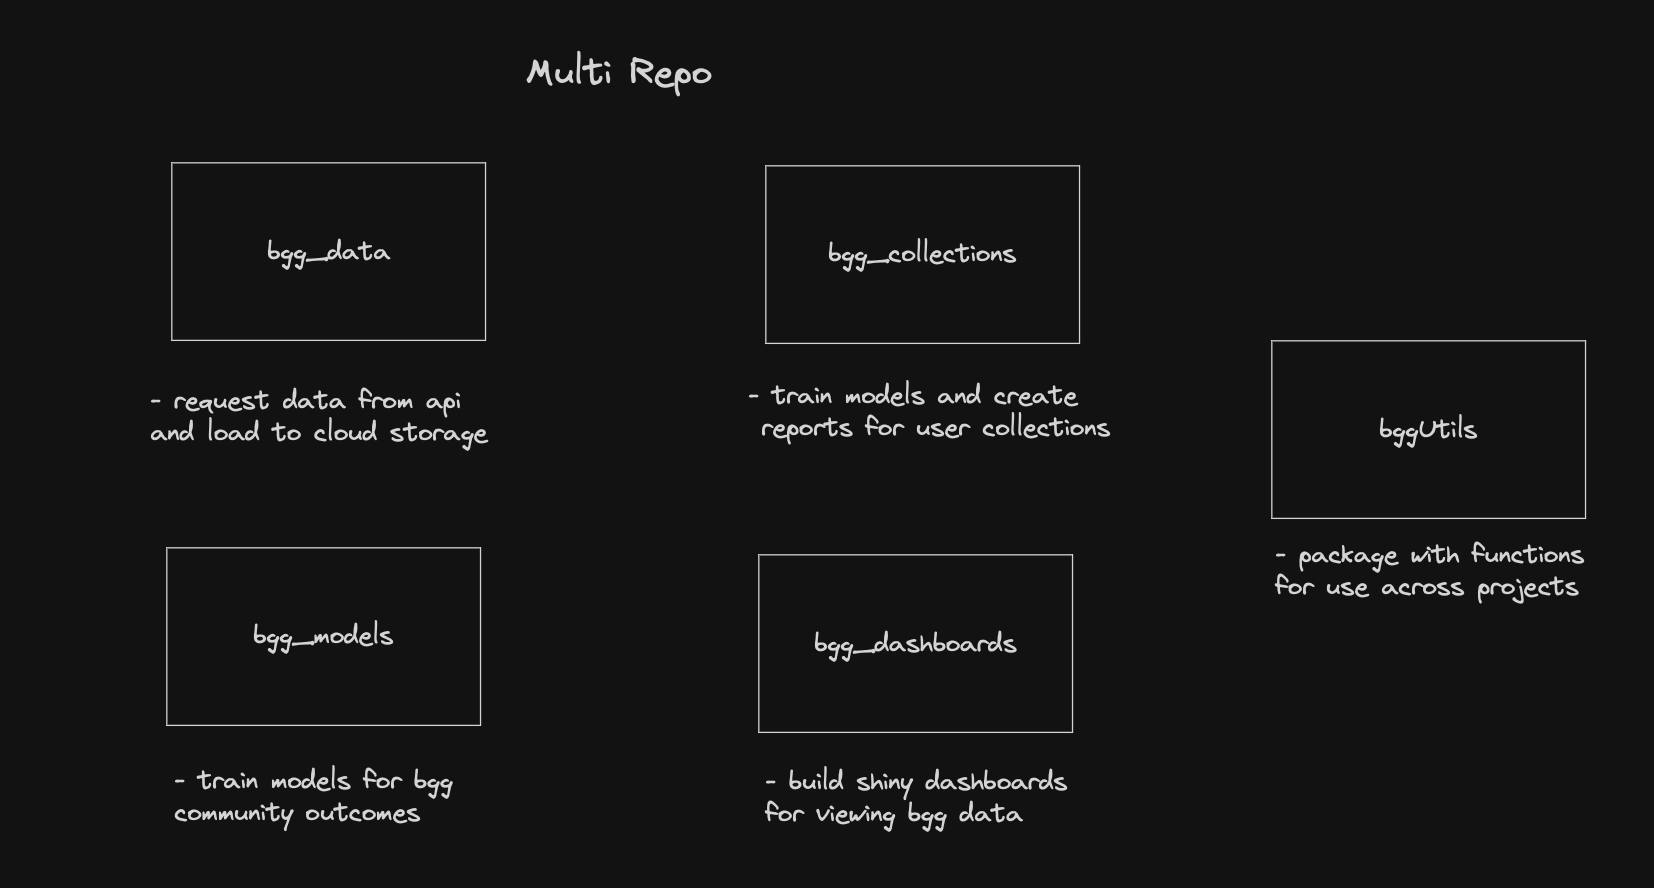 Multi Repo
bgg_data
- request data from api
and load to cloud storage
bgg_collections
- train models and create
reports for user collections
bggUtils
- package with functions
for use across projects
bgg_models
- train models for bgg
community outcomes
bgg_dashboards
- build shiny dashboards
for viewing bgg data